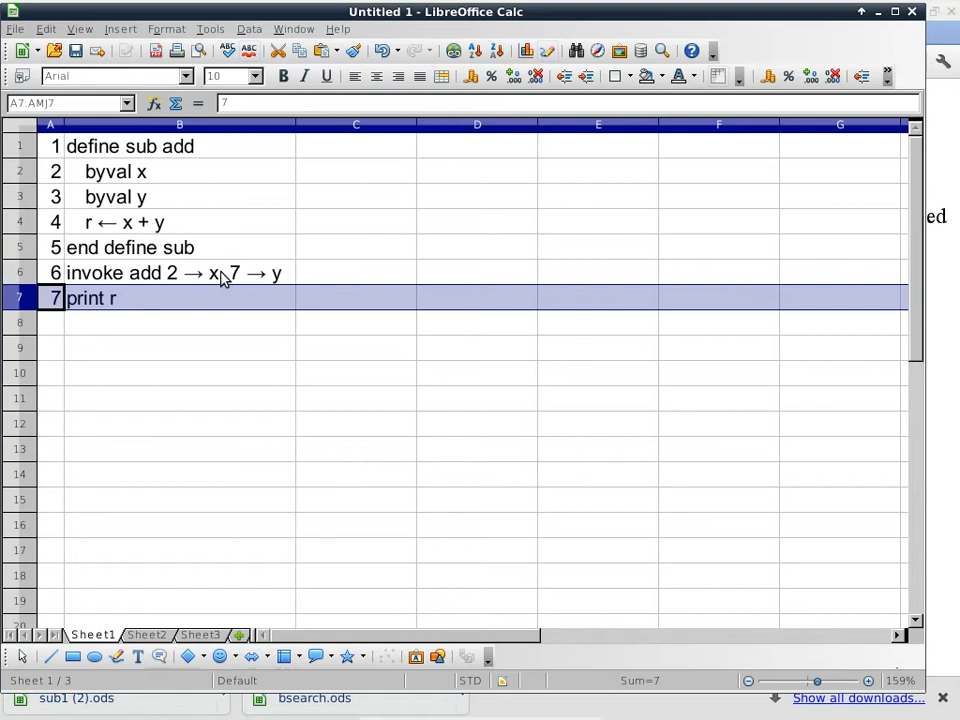 Untitled 1 - LibreOffice Calc
File Edit View Insert Format Tools Data Window Help
Arial 10
A7:AMJ7 7
A B C D E F G
1 1 define sub add
2 2 byval x
3 3 byval y
4 4 r ← x + y
5 5 end define sub
6 6 invoke add 2 → x, 7 → y
7 7 print r
8
9
10
11
12
13
14
15
16
17
18
19
20
ed
Sheet1 Sheet2 Sheet3
Sheet 1 / 3 Default STD Sum=7 159%
sub1 (2).ods bsearch.ods Show all downloads...